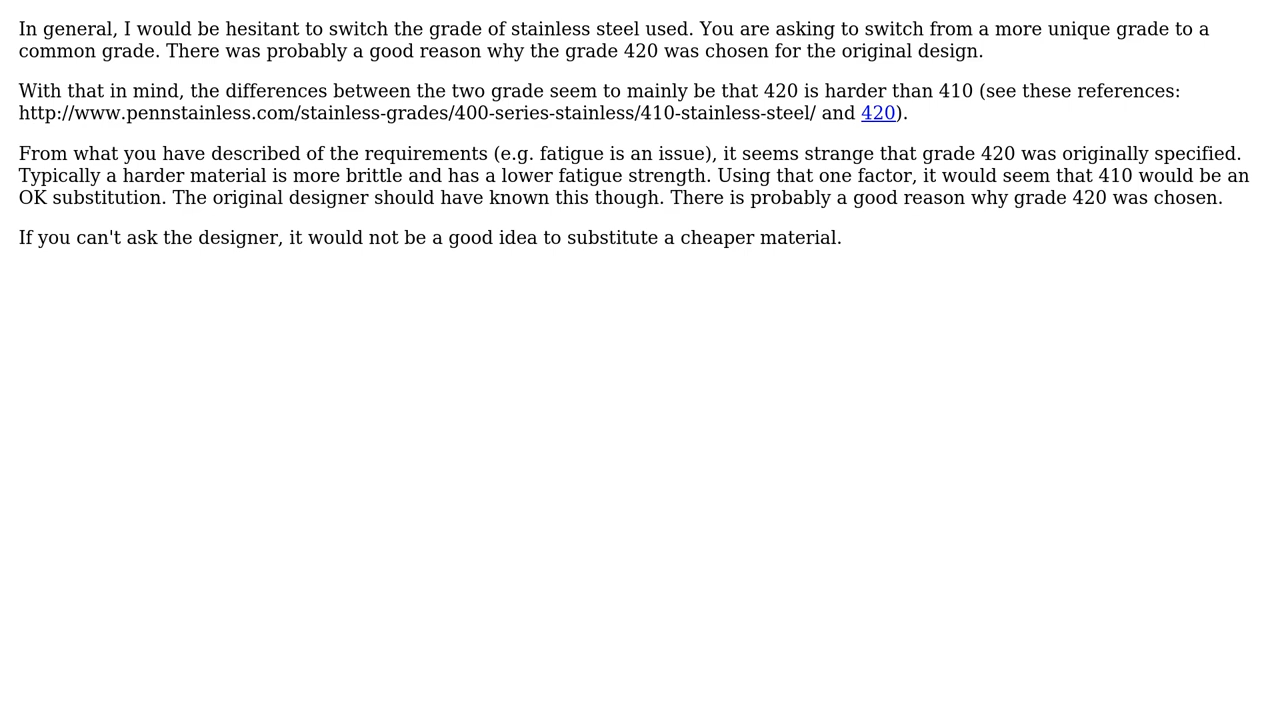 In general, I would be hesitant to switch the grade of stainless steel used. You are asking to switch from a more unique grade to a
common grade. There was probably a good reason why the grade 420 was chosen for the original design.
With that in mind, the differences between the two grade seem to mainly be that 420 is harder than 410 (see these references:
http://www.pennstainless.com/stainless-grades/400-series-stainless/410-stainless-steel/ and 420).
From what you have described of the requirements (e.g. fatigue is an issue), it seems strange that grade 420 was originally specified.
Typically a harder material is more brittle and has a lower fatigue strength. Using that one factor, it would seem that 410 would be an
OK substitution. The original designer should have known this though. There is probably a good reason why grade 420 was chosen.
If you can't ask the designer, it would not be a good idea to substitute a cheaper material.